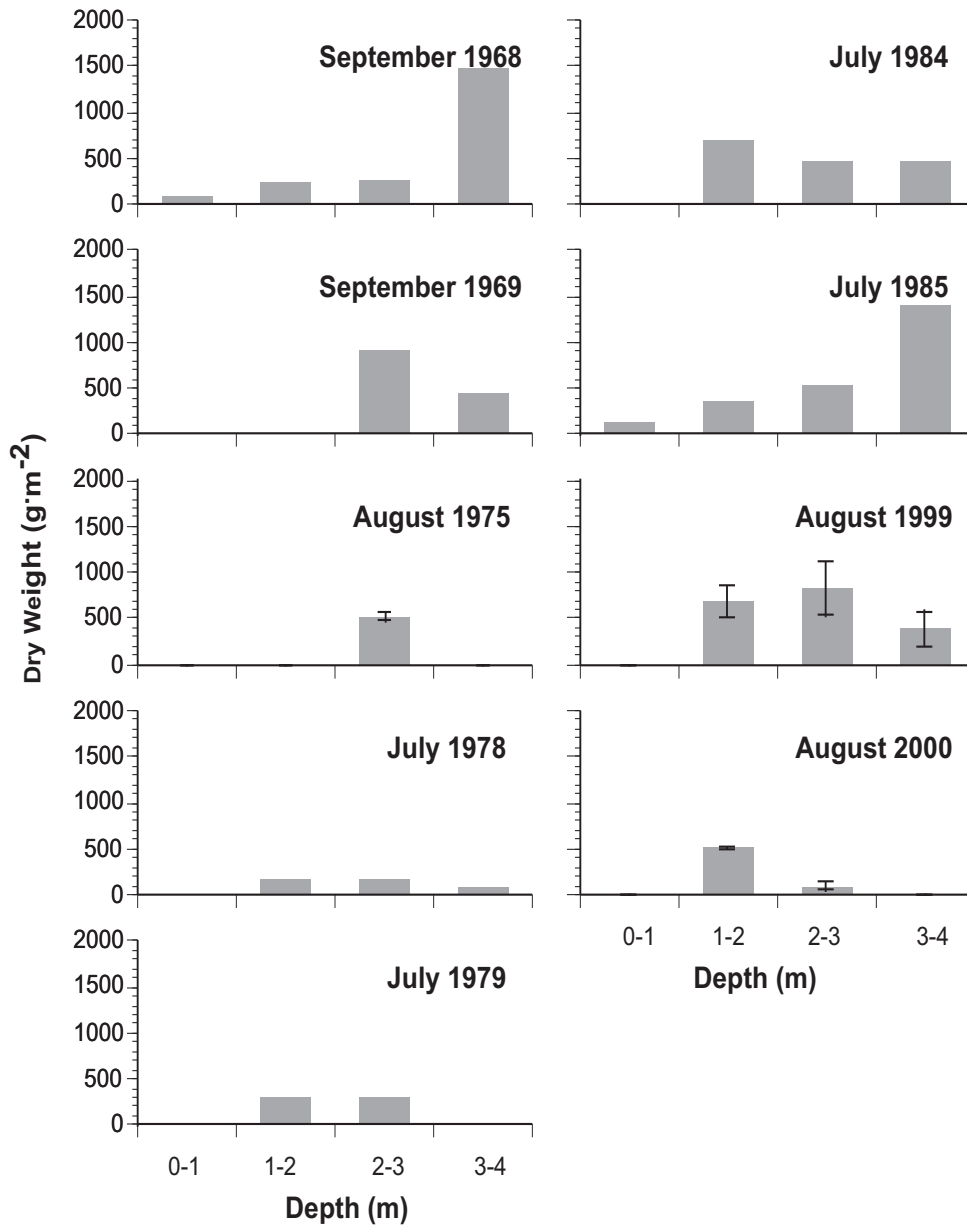 Dry Weight (g·m-2)
September 1968
2000
1500
1000
500
0
July 1984
September 1969
2000
1500
1000
500
0
July 1985
August 1975
2000
1500
1000
500
0
August 1999
July 1978
2000
1500
1000
500
0
August 2000
0-1 1-2 2-3 3-4
Depth (m)
July 1979
2000
1500
1000
500
0
0-1 1-2 2-3 3-4
Depth (m)